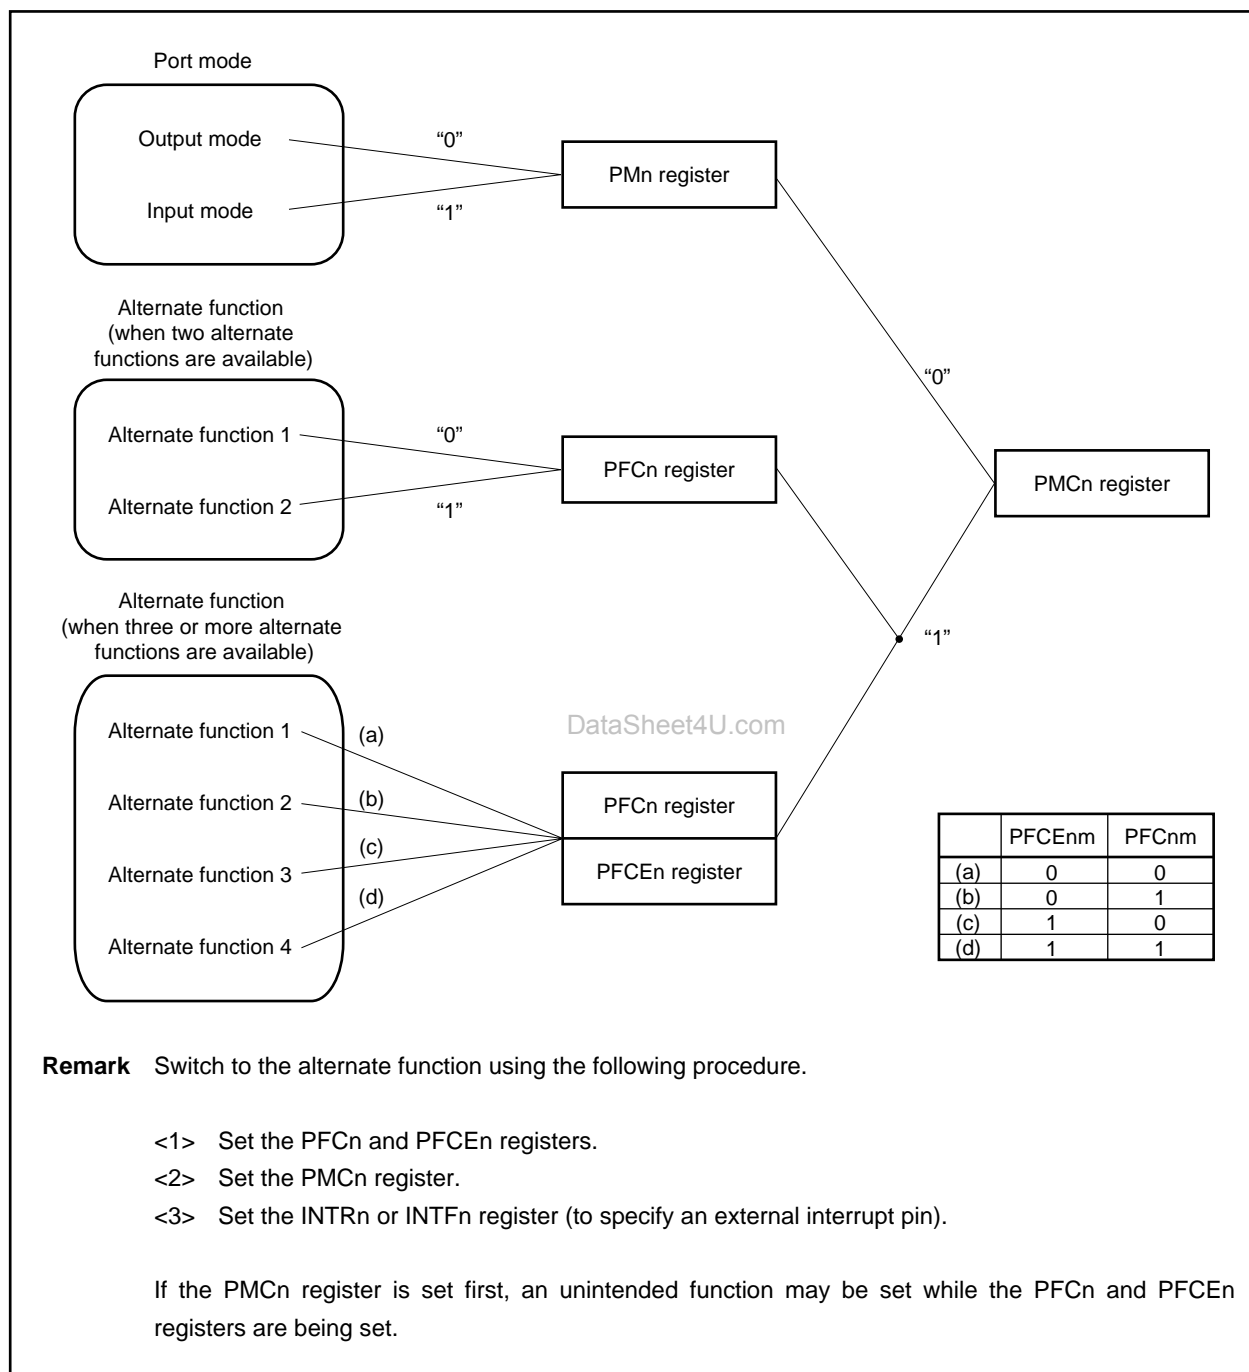 Port mode
Output mode
“0”
PMn register
Input mode
“1”
Alternate function
(when two alternate
functions are available)
“0”
Alternate function 1
“0”
PFCn register
PMCn register
Alternate function 2
“1”
Alternate function
(when three or more alternate
functions are available)
“1”
Alternate function 1
(a)
DataSheet4U.com
Alternate function 2
(b)
PFCn register
Alternate function 3
(c)
PFCEn register
(d)
Alternate function 4
PFCEnm PFCnm
(a) 0 0
(b) 0 1
(c) 1 0
(d) 1 1
Remark Switch to the alternate function using the following procedure.
<1> Set the PFCn and PFCEn registers.
<2> Set the PMCn register.
<3> Set the INTRn or INTFn register (to specify an external interrupt pin).
If the PMCn register is set first, an unintended function may be set while the PFCn and PFCEn
registers are being set.